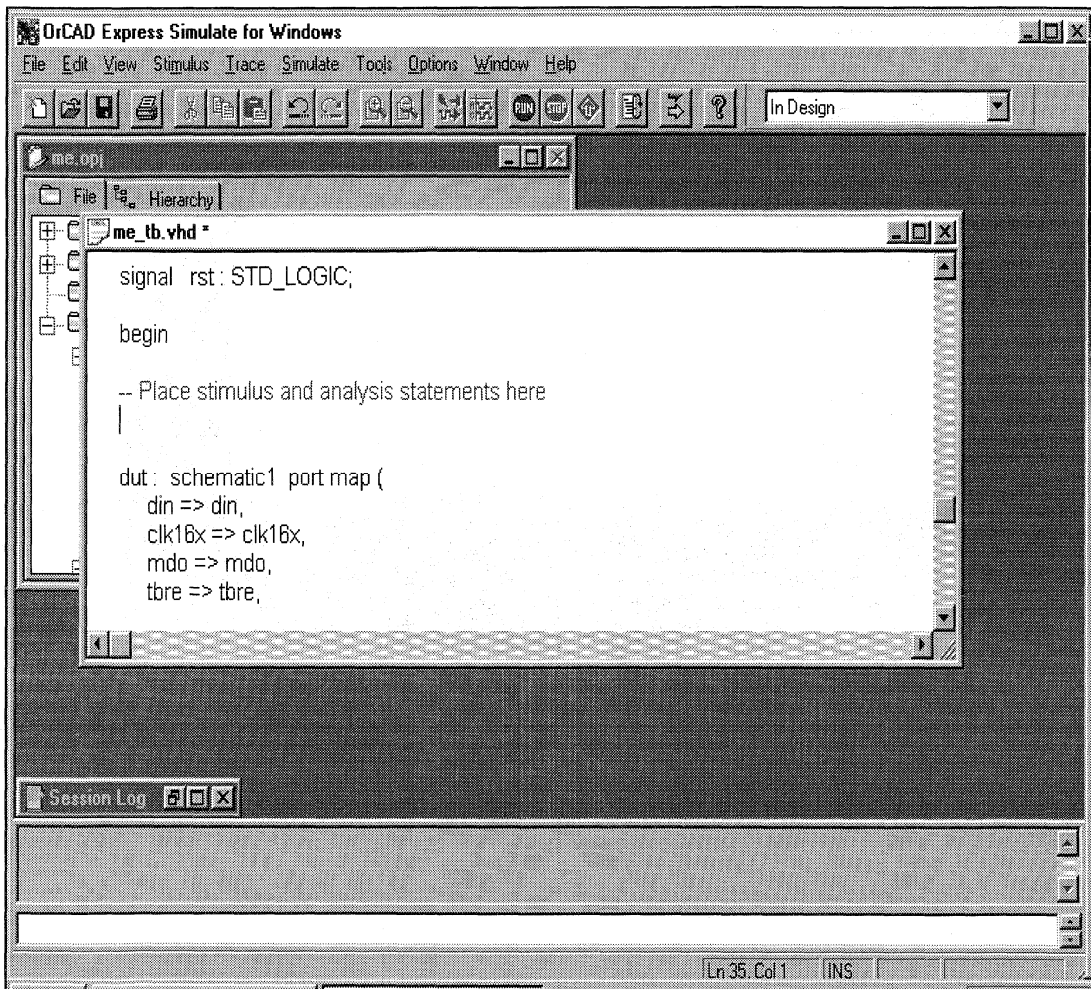 OrCAD Express Simulate for Windows
File Edit View Stimulus Trace Simulate Tools Options Window Help
RUN STOP In Design
me.opj
File Hierarchy
me_tb.vhd *
signal rst : STD_LOGIC;
begin
-- Place stimulus and analysis statements here
dut : schematic1 port map (
din => din,
clk16x => clk16x,
mdo => mdo,
tbre => tbre,
Session Log
Ln 35, Col 1 INS